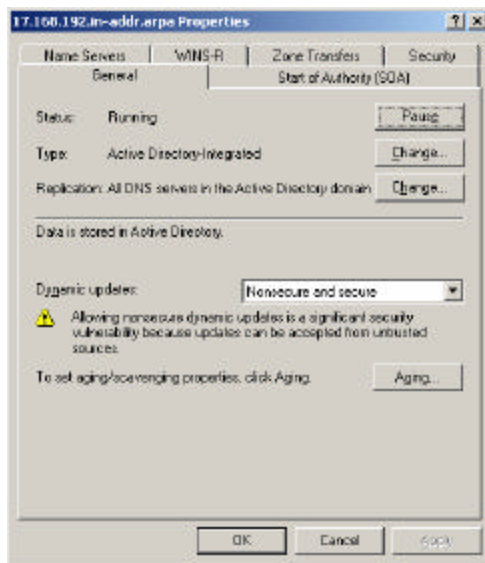 17.168.192.in-addr.arpa Properties
Name Servers WINS-R Zone Transfers Security
General Start of Authority (SOA)
Status: Running Pause
Type: Active Directory-Integrated Change...
Replication: All DNS servers in the Active Directory domain Change...
Data is stored in Active Directory.
Dynamic updates: Nonsecure and secure
Allowing nonsecure dynamic updates is a significant security
vulnerability because updates can be accepted from untrusted
sources.
To set aging/scavenging properties, click Aging. Aging...
OK Cancel Apply